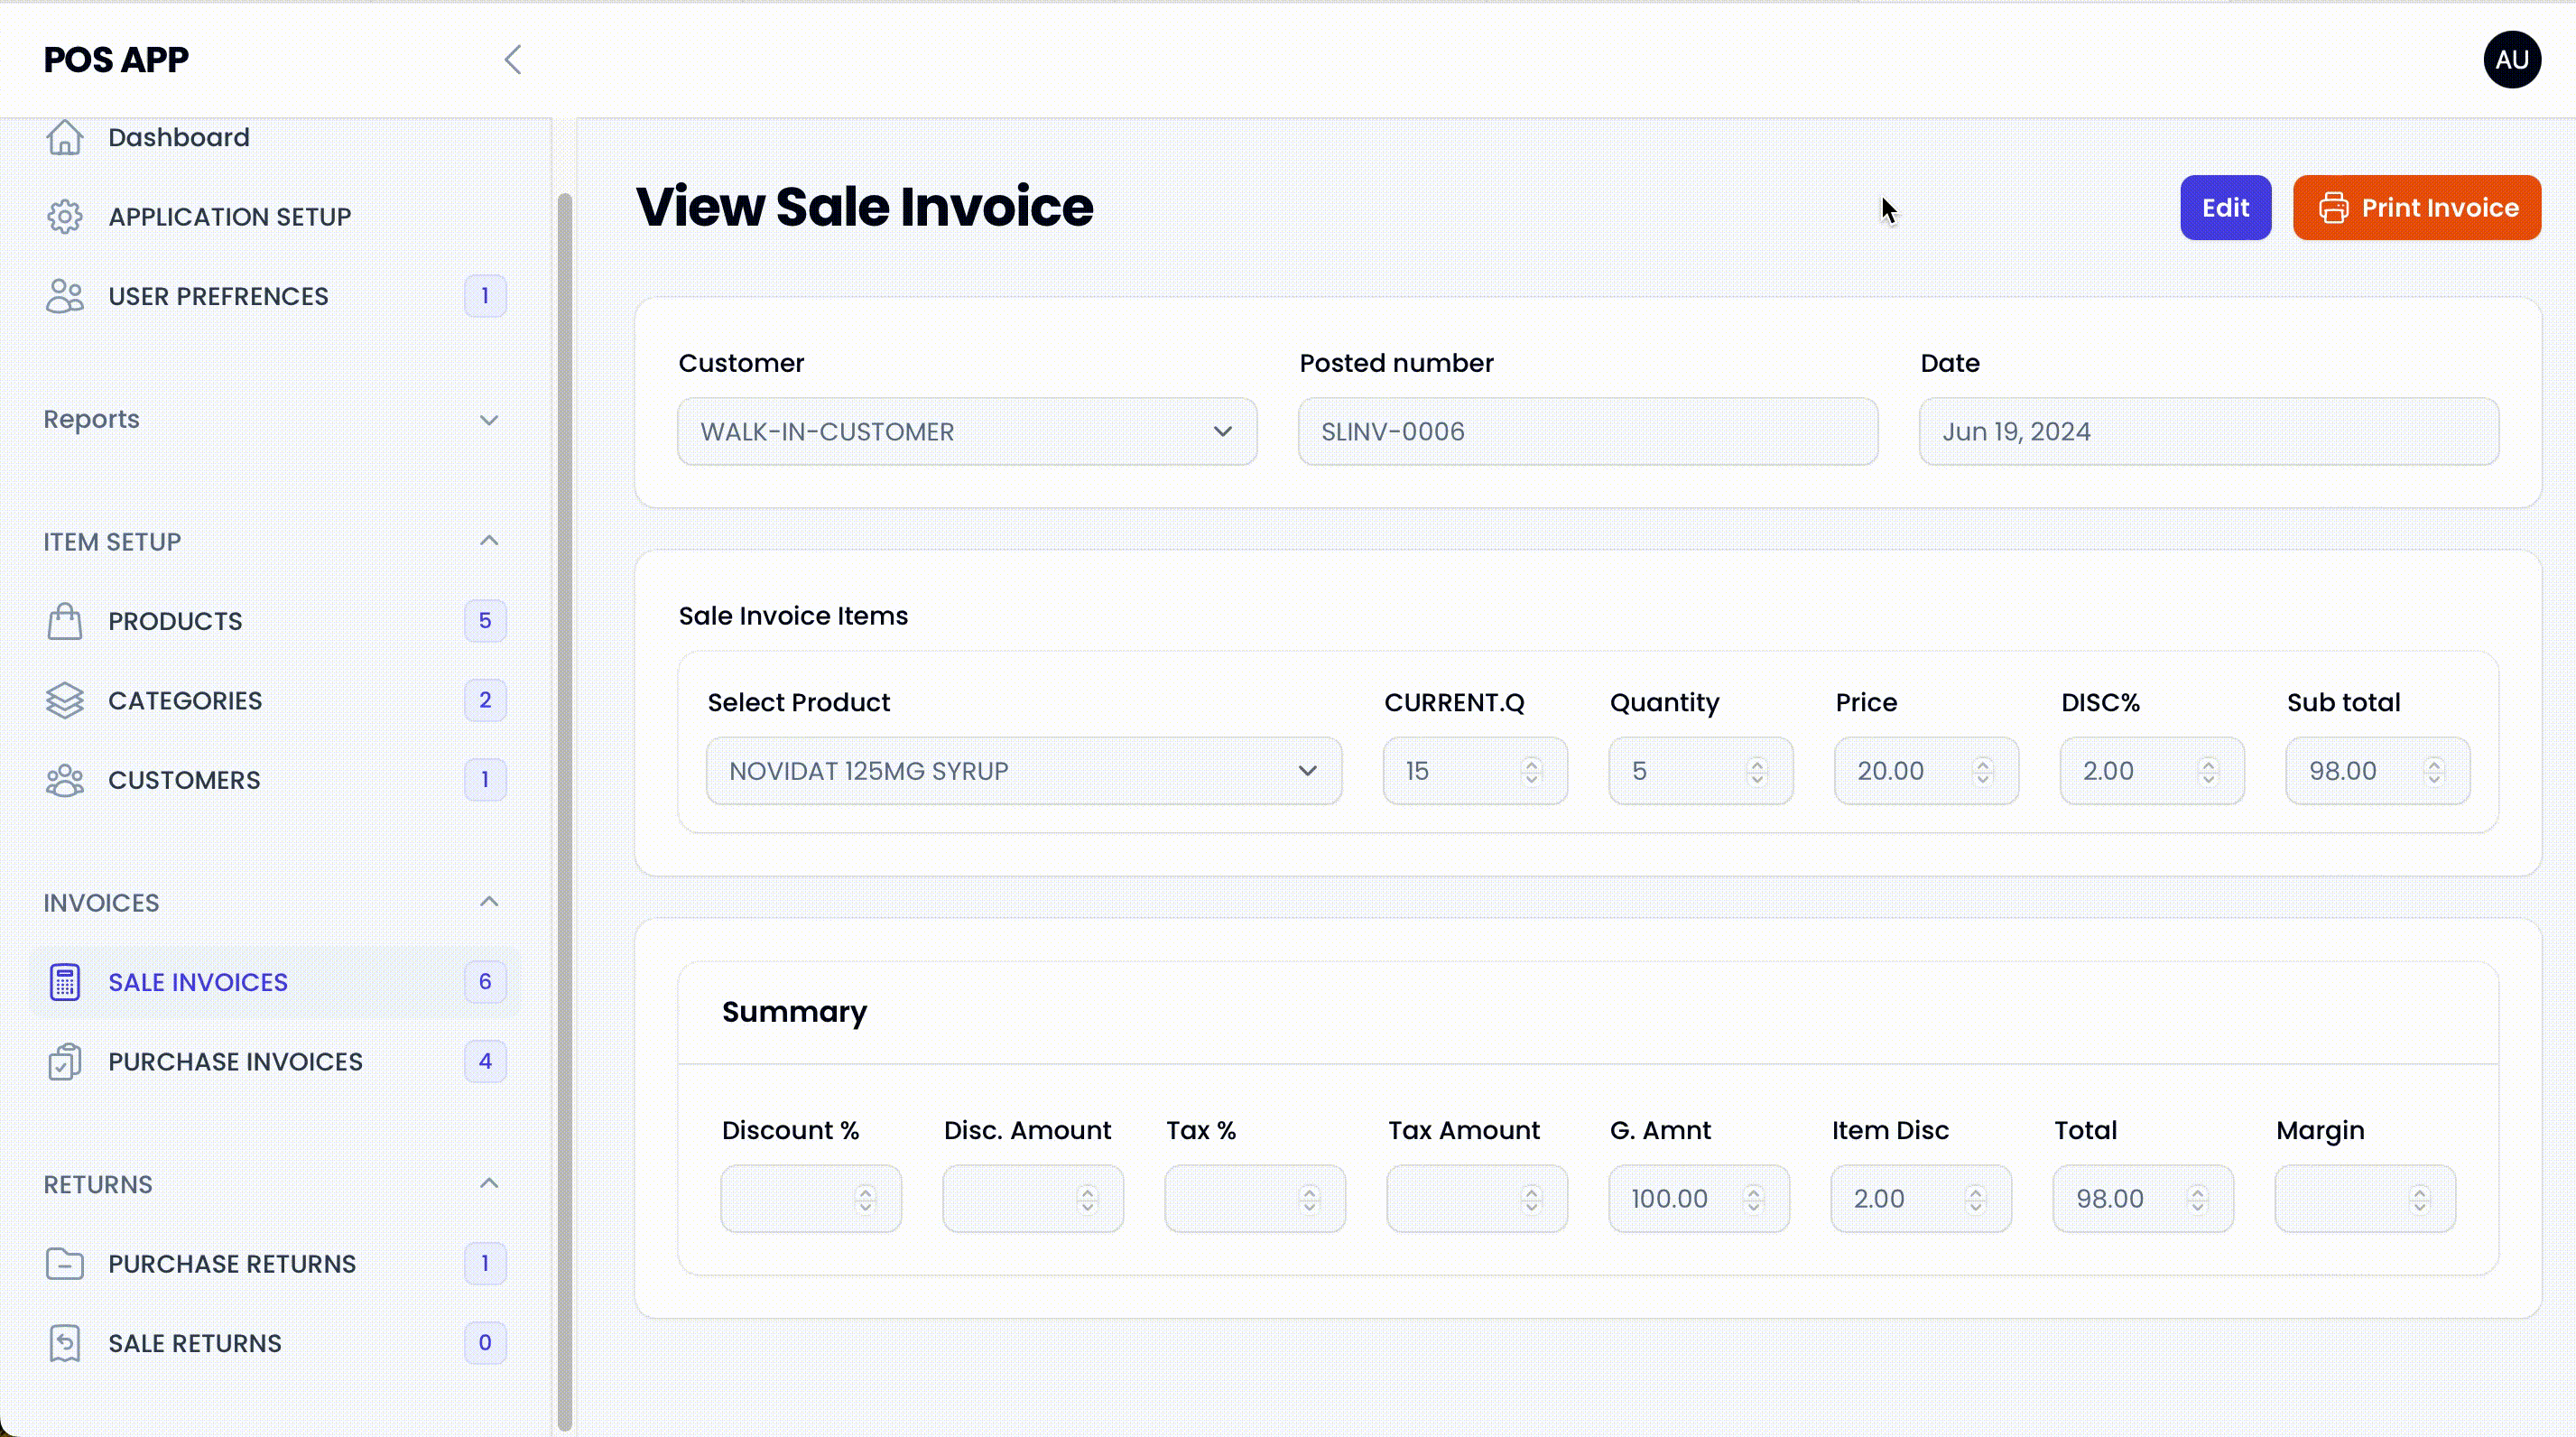 POS APP
AU
Dashboard
APPLICATION SETUP
USER PREFRENCES 1
Reports
ITEM SETUP
PRODUCTS 5
CATEGORIES 2
CUSTOMERS 1
INVOICES
SALE INVOICES 6
PURCHASE INVOICES 4
RETURNS
PURCHASE RETURNS 1
SALE RETURNS 0
View Sale Invoice
Edit Print Invoice
Customer Posted number Date
WALK-IN-CUSTOMER SLINV-0006 Jun 19, 2024
Sale Invoice Items
Select Product CURRENT.Q Quantity Price DISC% Sub total
NOVIDAT 125MG SYRUP 15 5 20.00 2.00 98.00
Summary
Discount % Disc. Amount Tax % Tax Amount G. Amnt Item Disc Total Margin
100.00 2.00 98.00